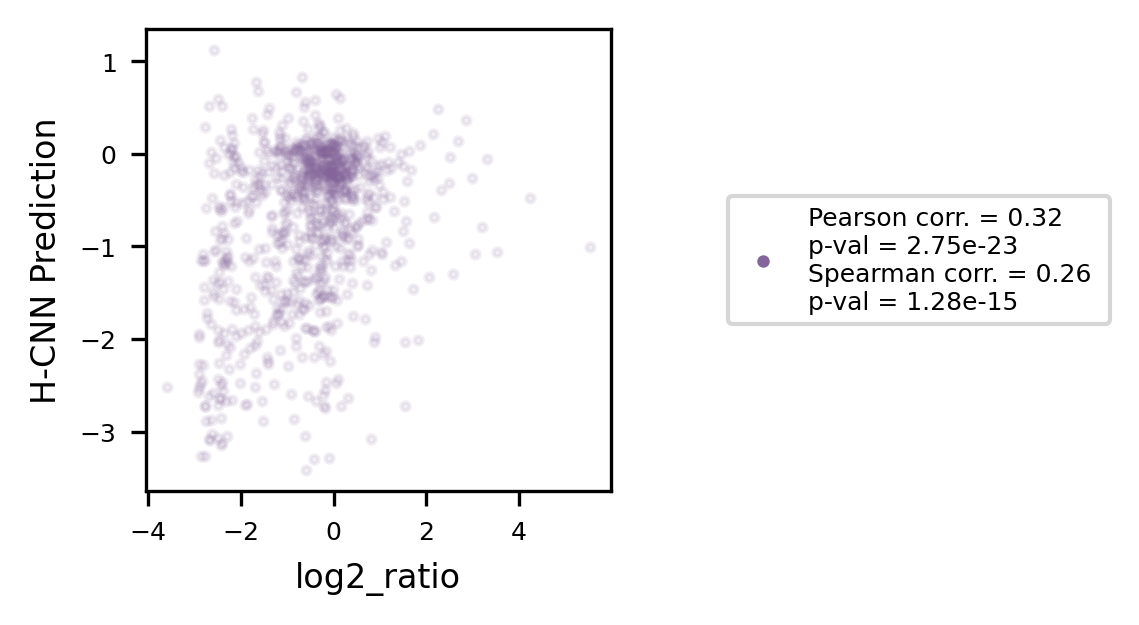 H-CNN Prediction
1
0
−1
−2
−3
−4
−2
0
2
4
log2_ratio
Pearson corr. = 0.32
p-val = 2.75e-23
Spearman corr. = 0.26
p-val = 1.28e-15